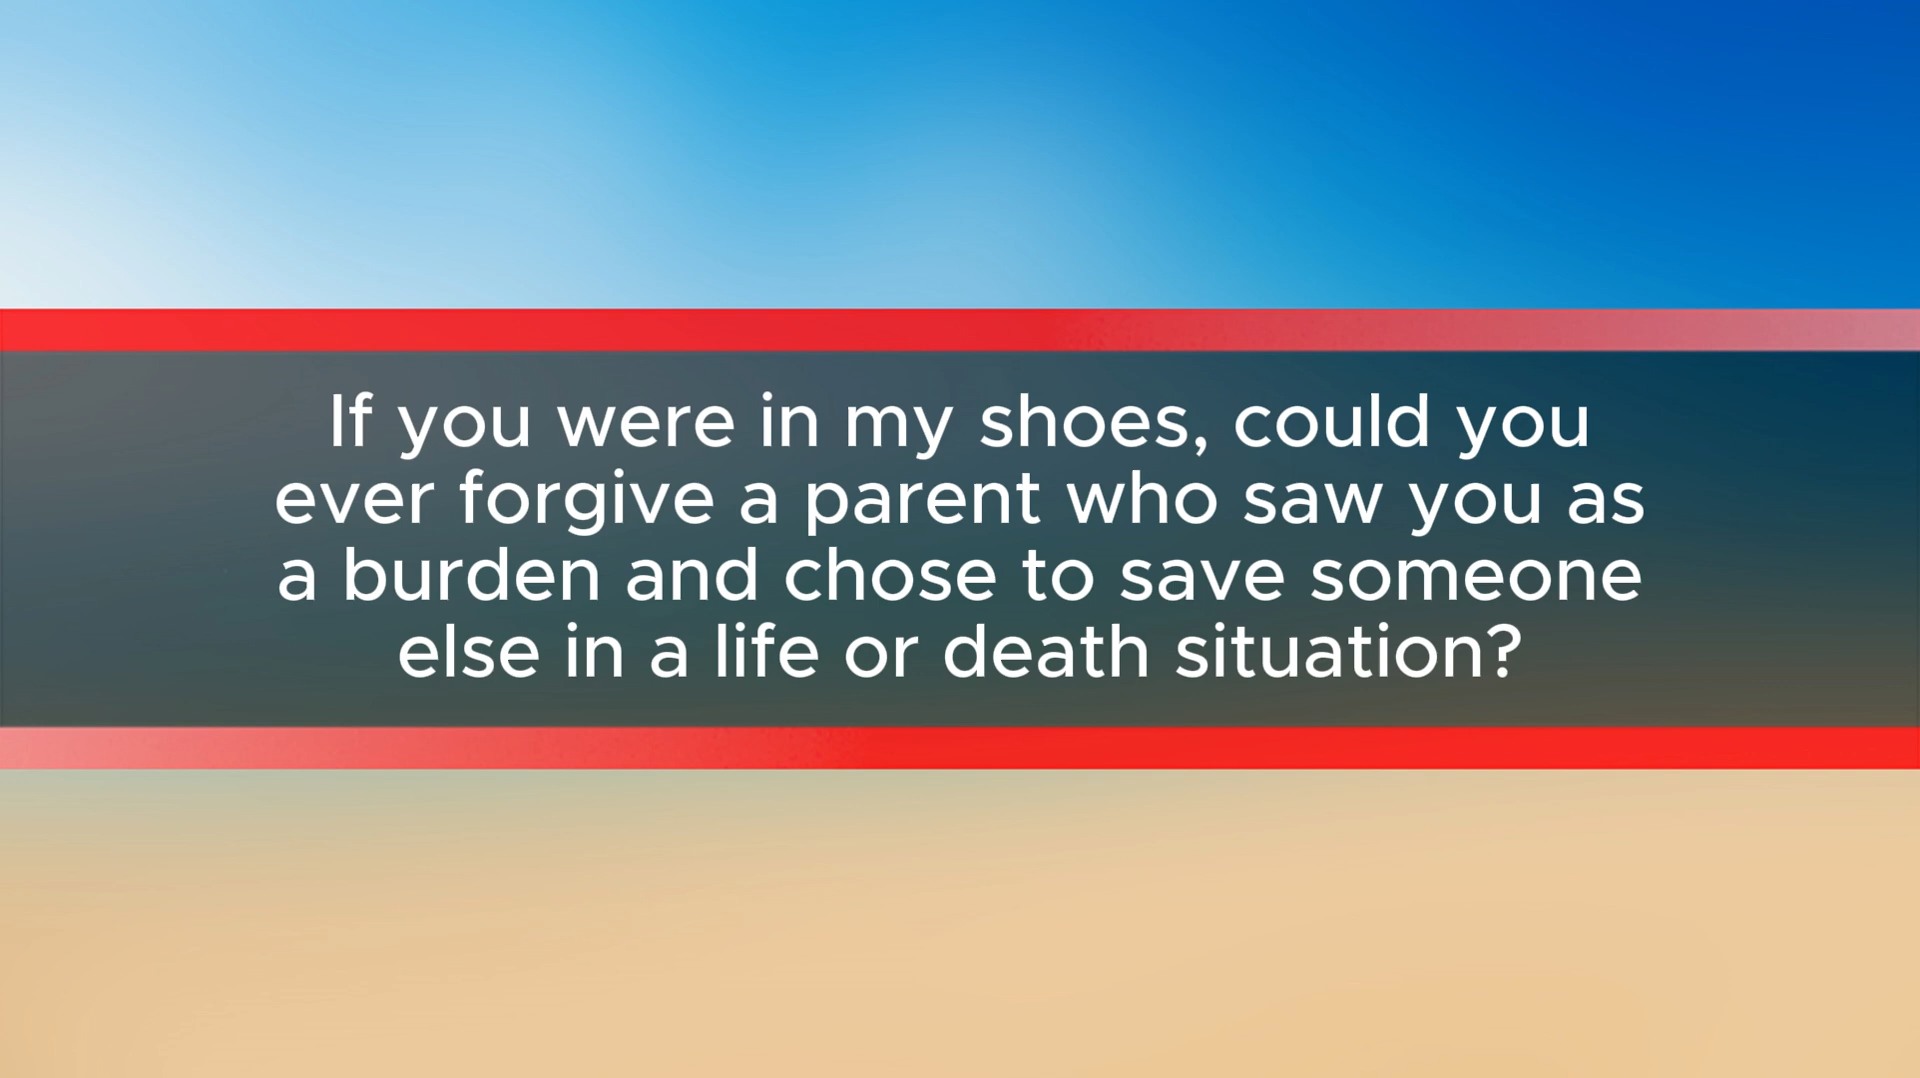 If you were in my shoes, could you
ever forgive a parent who saw you as
a burden and chose to save someone
else in a life or death situation?